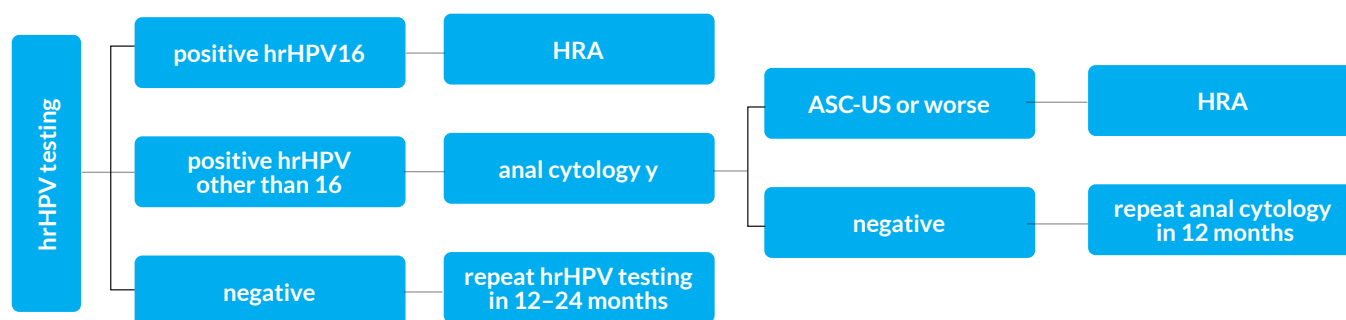 hrHPV testing
positive hrHPV16
HRA
positive hrHPV
other than 16
anal cytology y
ASC-US or worse
HRA
negative
repeat anal cytology
in 12 months
negative
repeat hrHPV testing
in 12–24 months